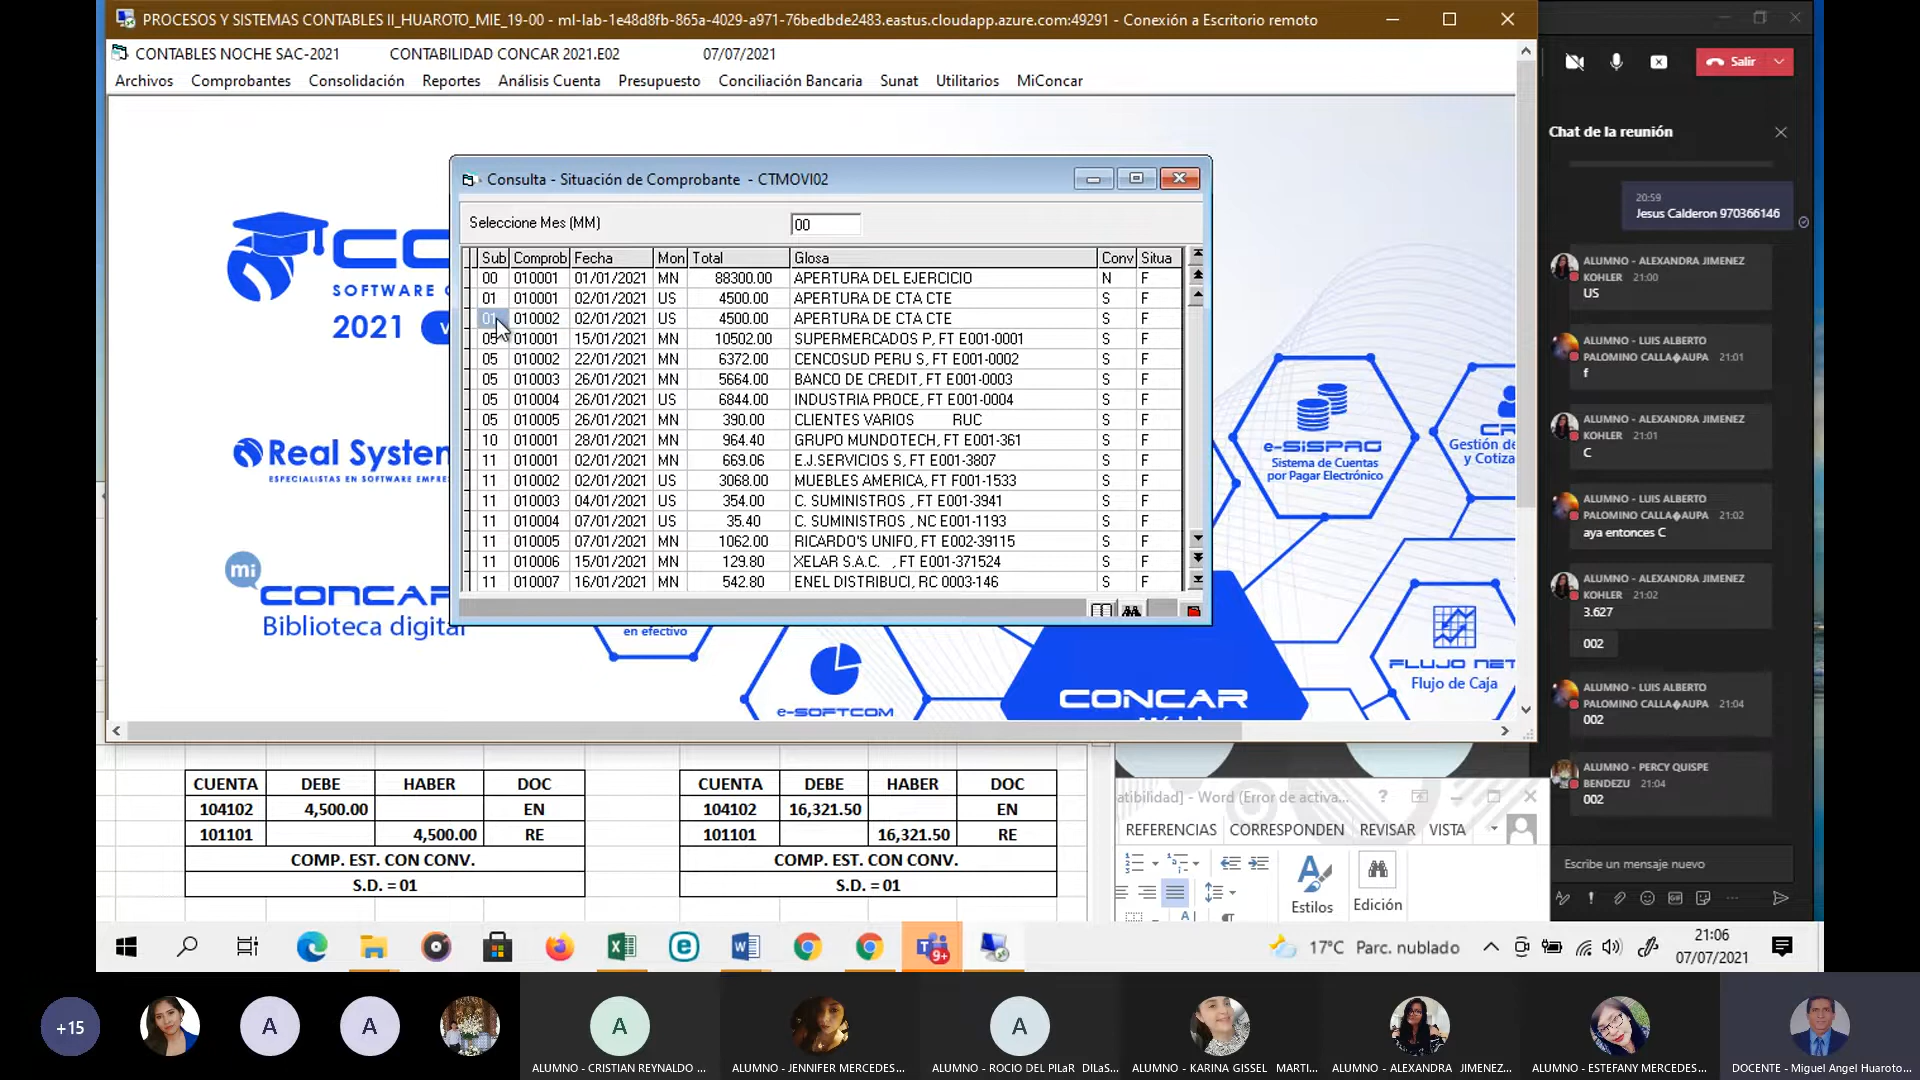 PROCESOS Y SISTEMAS CONTABLES II_HUAROTO_MIE_19-00 - ml-lab-1e48d8fb-865a-4029-a971-76bedbde2483.eastus.cloudapp.azure.com:49291 - Conexión a Escritorio remoto
CONTABLES NOCHE SAC-2021 CONTABILIDAD CONCAR 2021.E02 07/07/2021
Archivos Comprobantes Consolidación Reportes Análisis Cuenta Presupuesto Conciliación Bancaria Sunat Utilitarios MiConcar
SOFTWARE
2021
Real System
ESPECIALISTAS EN SOFTWARE EMPRE
mi
CONCAR
Biblioteca digital
Consulta - Situación de Comprobante - CTMOVI02
Seleccione Mes (MM) 00
Sub Comprob Fecha Mon Total Glosa Conv Situa
00 010001 01/01/2021 MN 88300.00 APERTURA DEL EJERCICIO N F
01 010001 02/01/2021 US 4500.00 APERTURA DE CTA CTE S F
01 010002 02/01/2021 US 4500.00 APERTURA DE CTA CTE S F
05 010001 15/01/2021 MN 10502.00 SUPERMERCADOS P, FT E001-0001 S F
05 010002 22/01/2021 MN 6372.00 CENCOSUD PERU S, FT E001-0002 S F
05 010003 26/01/2021 MN 5664.00 BANCO DE CREDIT, FT E001-0003 S F
05 010004 26/01/2021 US 6844.00 INDUSTRIA PROCE, FT E001-0004 S F
05 010005 26/01/2021 MN 390.00 CLIENTES VARIOS RUC S F
10 010001 28/01/2021 MN 964.40 GRUPO MUNDOTECH, FT E001-361 S F
11 010001 02/01/2021 MN 669.06 E.J.SERVICIOS S, FT E001-3807 S F
11 010002 02/01/2021 US 3068.00 MUEBLES AMERICA, FT F001-1533 S F
11 010003 04/01/2021 US 354.00 C. SUMINISTROS , FT E001-3941 S F
11 010004 07/01/2021 US 35.40 C. SUMINISTROS , NC E001-1193 S F
11 010005 07/01/2021 MN 1062.00 RICARDO'S UNIFO, FT E002-39115 S F
11 010006 15/01/2021 MN 129.80 XELAR S.A.C. , FT E001-371524 S F
11 010007 16/01/2021 MN 542.80 ENEL DISTRIBUCI, RC 0003-146 S F
e-SISPAG
Sistema de Cuentas
por Pagar Electrónico
Gestión de
y Cotiza
en efectivo
e-SOFTCOM
CONCAR
FLUJO NET
Flujo de Caja
CUENTA DEBE HABER DOC
104102 4,500.00 EN
101101 4,500.00 RE
COMP. EST. CON CONV.
S.D. = 01
CUENTA DEBE HABER DOC
104102 16,321.50 EN
101101 16,321.50 RE
COMP. EST. CON CONV.
S.D. = 01
atibilidad] - Word (Error de activa...
REFERENCIAS CORRESPONDEN REVISAR VISTA
Estilos Edición
Salir
Chat de la reunión
20:59
Jesus Calderon 970366146
ALUMNO - ALEXANDRA JIMENEZ
KOHLER 21:00
US
ALUMNO - LUIS ALBERTO
PALOMINO CALLA�AUPA 21:01
f
ALUMNO - ALEXANDRA JIMENEZ
KOHLER 21:01
C
ALUMNO - LUIS ALBERTO
PALOMINO CALLA�AUPA 21:02
aya entonces C
ALUMNO - ALEXANDRA JIMENEZ
KOHLER 21:02
3.627
002
ALUMNO - LUIS ALBERTO
PALOMINO CALLA�AUPA 21:04
002
ALUMNO - PERCY QUISPE
BENDEZU 21:04
002
Escribe un mensaje nuevo
9+
17°C Parc. nublado
21:06
07/07/2021
+15
A
A
A
A
ALUMNO - CRISTIAN REYNALDO ...
ALUMNO - JENNIFER MERCEDES...
ALUMNO - ROCIO DEL PILaR DILaS...
ALUMNO - KARINA GISSEL MARTI...
ALUMNO - ALEXANDRA JIMENEZ...
ALUMNO - ESTEFANY MERCEDES...
DOCENTE - Miguel Angel Huaroto...